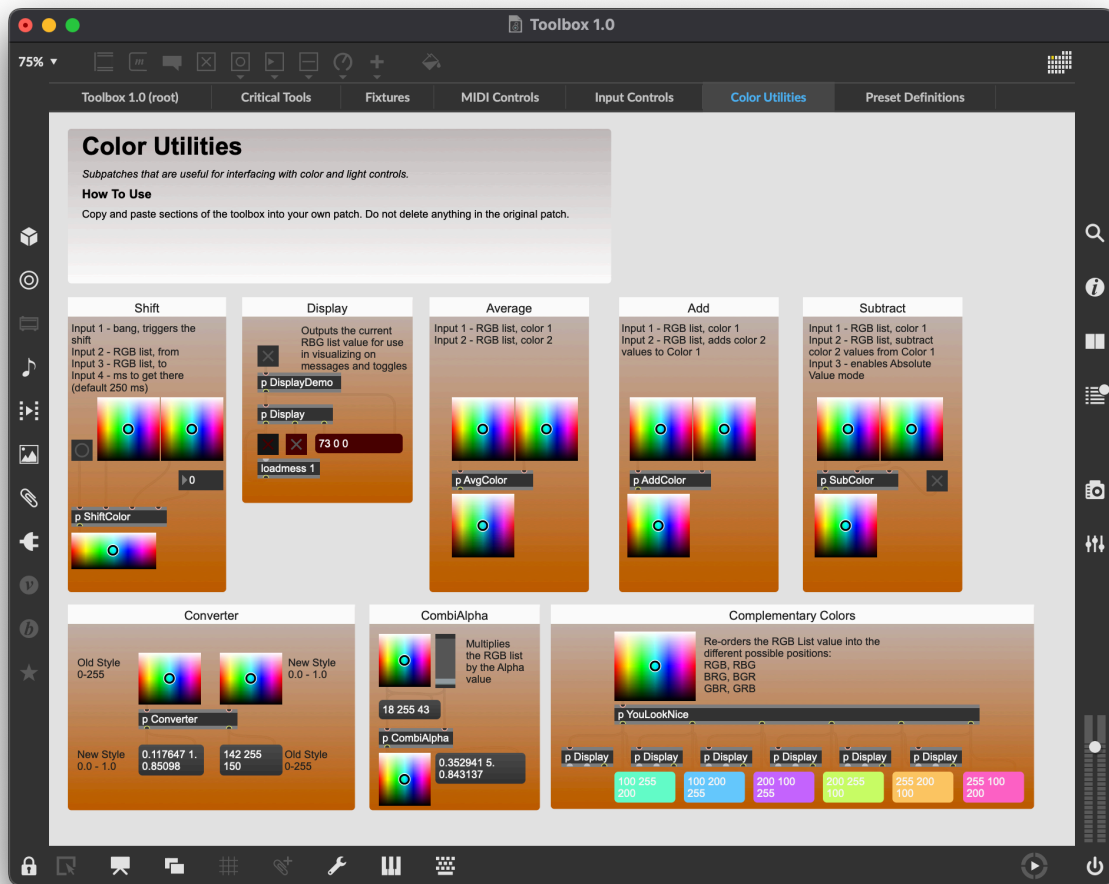 Toolbox 1.0
75%
Toolbox 1.0 (root)
Critical Tools
Fixtures
MIDI Controls
Input Controls
Color Utilities
Preset Definitions
Color Utilities
Subpatches that are useful for interfacing with color and light controls.
How To Use
Copy and paste sections of the toolbox into your own patch. Do not delete anything in the original patch.
Shift
Input 1 - bang, triggers the
shift
Input 2 - RGB list, from
Input 3 - RGB list, to
Input 4 - ms to get there
(default 250 ms)
0
p ShiftColor
Display
Outputs the current
RBG list value for use
in visualizing on
messages and toggles
p DisplayDemo
p Display
73 0 0
loadmess 1
Average
Input 1 - RGB list, color 1
Input 2 - RGB list, color 2
p AvgColor
Add
Input 1 - RGB list, color 1
Input 2 - RGB list, adds color 2
values to Color 1
p AddColor
Subtract
Input 1 - RGB list, color 1
Input 2 - RGB list, subtract
color 2 values from Color 1
Input 3 - enables Absolute
Value mode
p SubColor
Converter
Old Style
0-255
New Style
0.0 - 1.0
p Converter
New Style
0.0 - 1.0
0.117647 1.
0.85098
142 255
150
Old Style
0-255
CombiAlpha
Multiplies
the RGB list
by the Alpha
value
18 255 43
p CombiAlpha
0.352941 5.
0.843137
Complementary Colors
Re-orders the RGB List value into the
different possible positions:
RGB, RBG
BRG, BGR
GBR, GRB
p YouLookNice
p Display
p Display
p Display
p Display
p Display
p Display
100 255
200
100 200
255
200 100
255
200 255
100
255 200
100
255 100
200